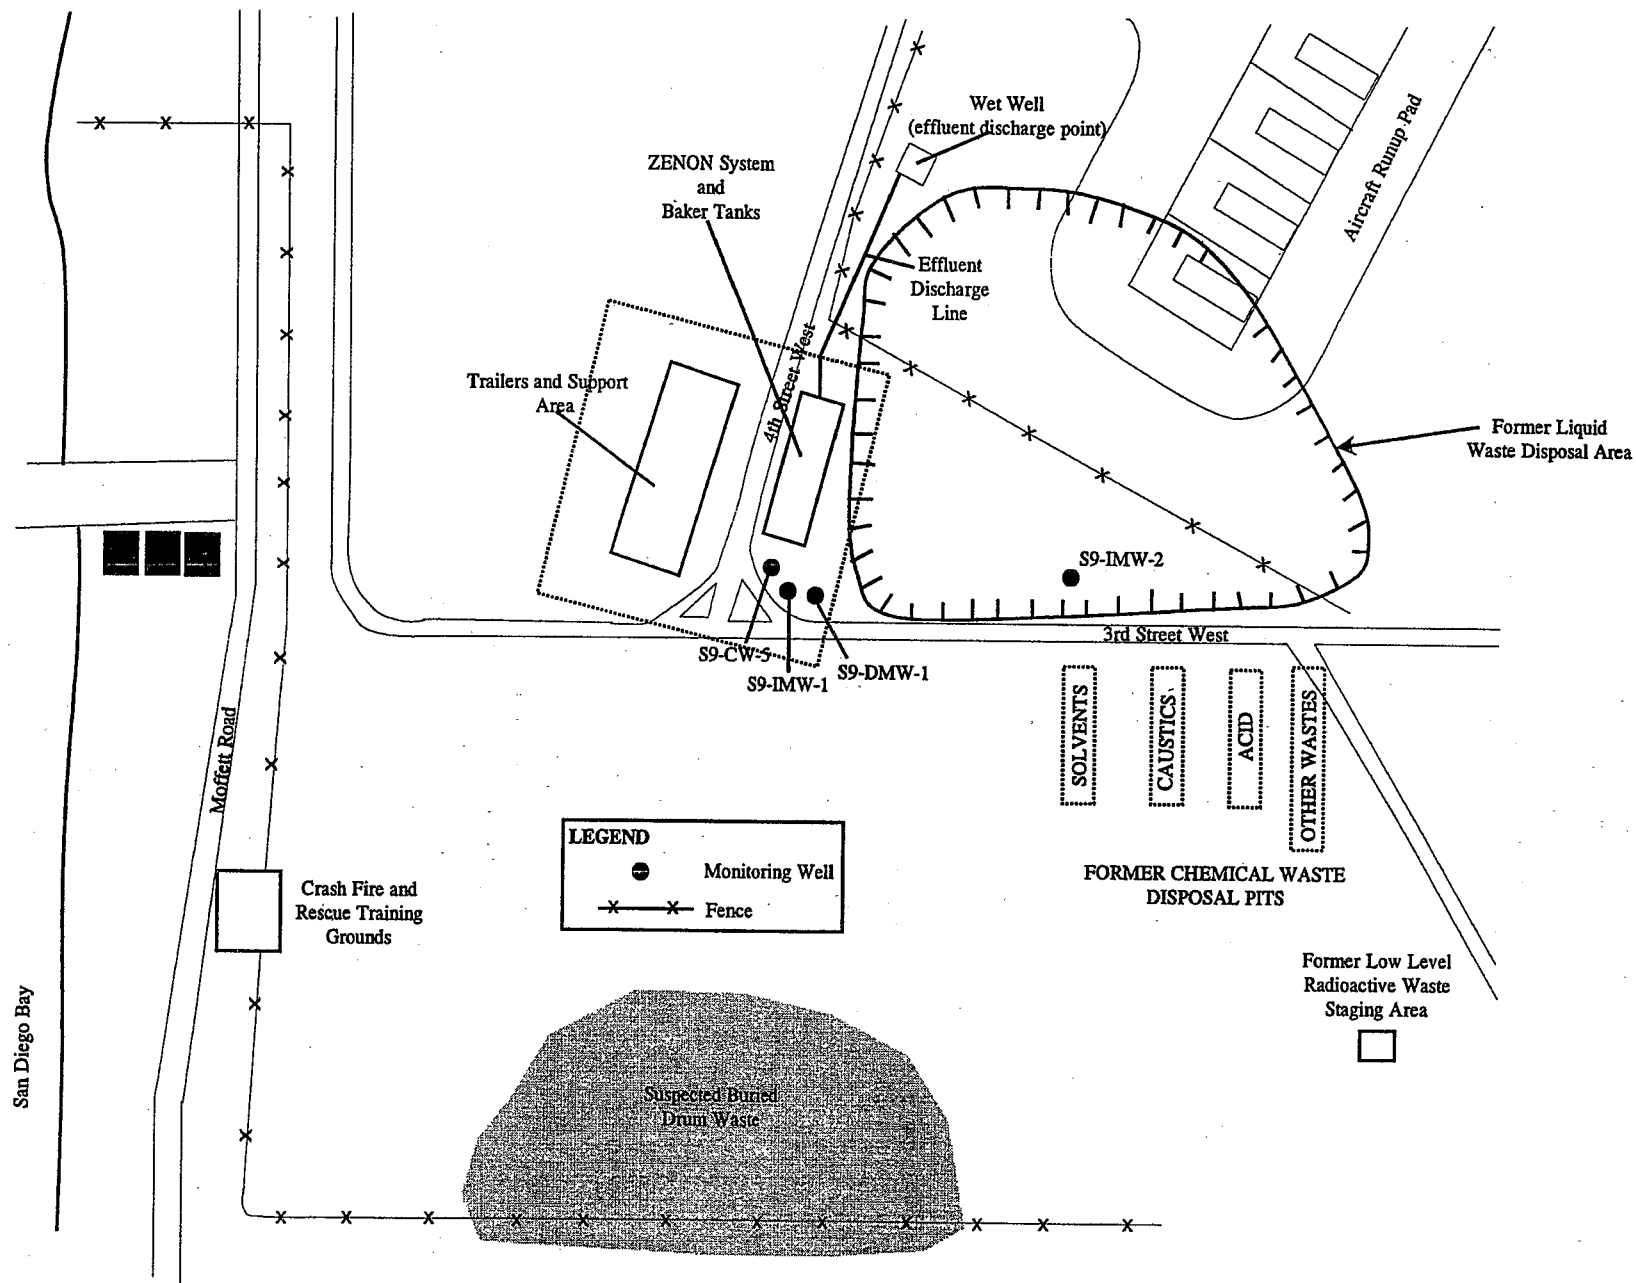 Wet Well
(effluent discharge point)
ZENON System
and
Baker Tanks
Aircraft Runup Pad
Effluent
Discharge
Line
4th Street West
Trailers and Support
Area
Former Liquid
Waste Disposal Area
S9-IMW-2
3rd Street West
S9-CW-5
S9-IMW-1
S9-DMW-1
SOLVENTS
CAUSTICS
ACID
OTHER WASTES
Moffett Road
LEGEND
Monitoring Well
Fence
FORMER CHEMICAL WASTE
DISPOSAL PITS
Crash Fire and
Rescue Training
Grounds
Former Low Level
Radioactive Waste
Staging Area
San Diego Bay
Suspected Buried
Drum Waste